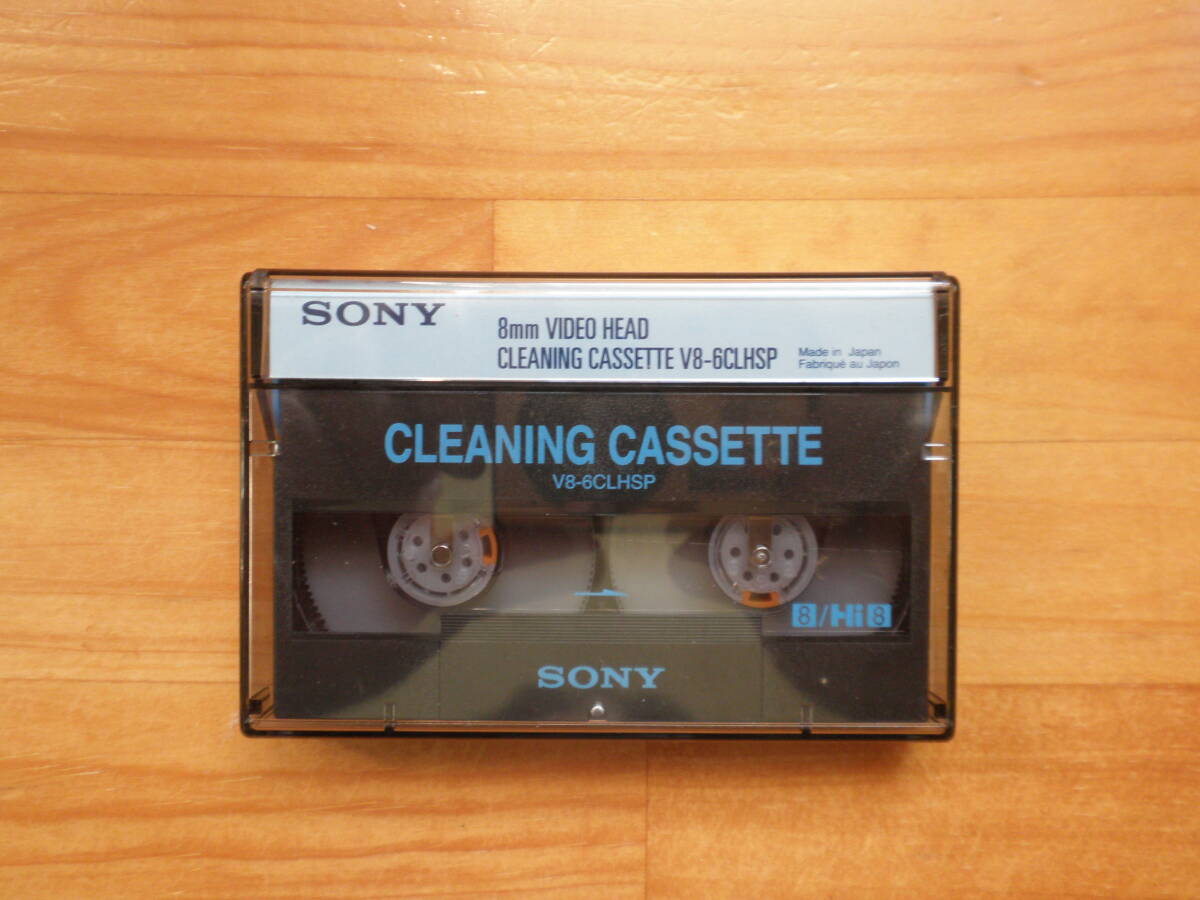 SONY
8mm VIDEO HEAD
CLEANING CASSETTE V8-6CLHSP
Made in Japan
Fabriqué au Japon
CLEANING CASSETTE
V8-6CLHSP
8/Hi8
SONY